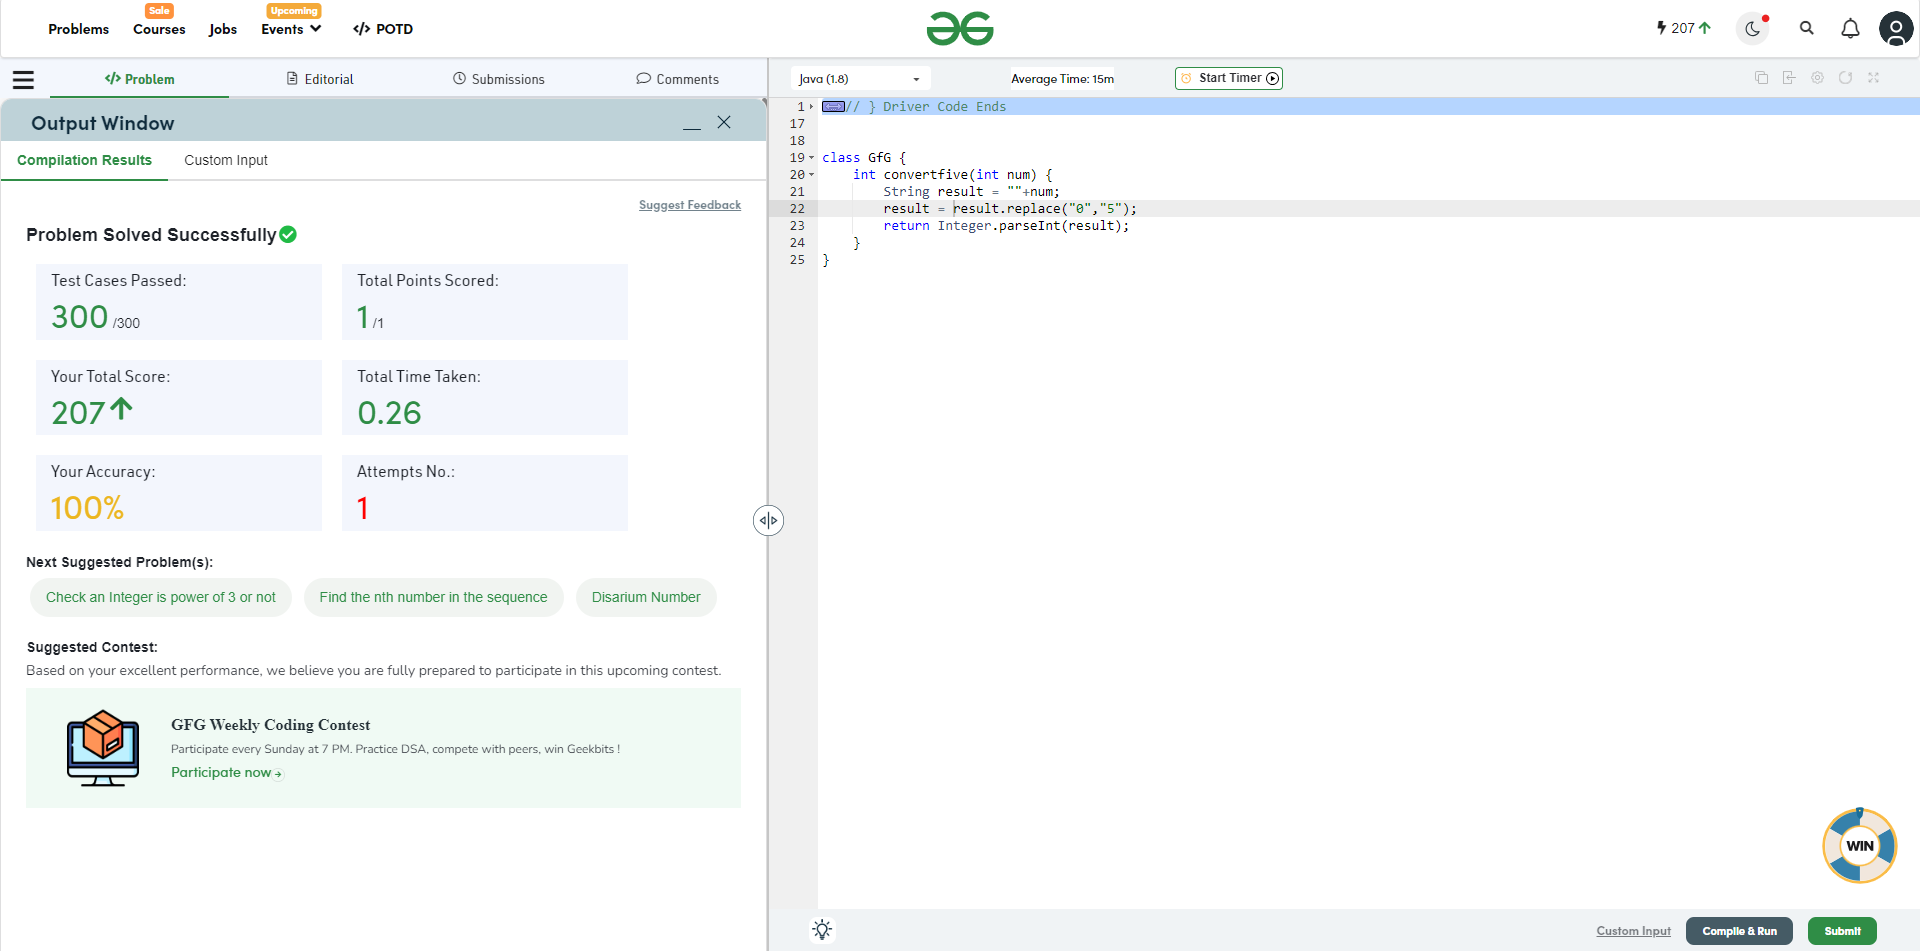 Problems
Sale
Courses
Jobs
Upcoming
Events
</> POTD
207
</> Problem
Editorial
Submissions
Comments
Output Window
Compilation Results
Custom Input
Suggest Feedback
Problem Solved Successfully
Test Cases Passed:
300 /300
Total Points Scored:
1 /1
Your Total Score:
207
Total Time Taken:
0.26
Your Accuracy:
100%
Attempts No.:
1
Next Suggested Problem(s):
Check an Integer is power of 3 or not
Find the nth number in the sequence
Disarium Number
Suggested Contest:
Based on your excellent performance, we believe you are fully prepared to participate in this upcoming contest.
GFG Weekly Coding Contest
Participate every Sunday at 7 PM. Practice DSA, compete with peers, win Geekbits !
Participate now
Java (1.8)
Average Time: 15m
Start Timer
1 // } Driver Code Ends
17
18
19 class GfG {
20 int convertfive(int num) {
21 String result = ""+num;
22 result = result.replace("0","5");
23 return Integer.parseInt(result);
24 }
25 }
WIN
Custom Input
Compile & Run
Submit